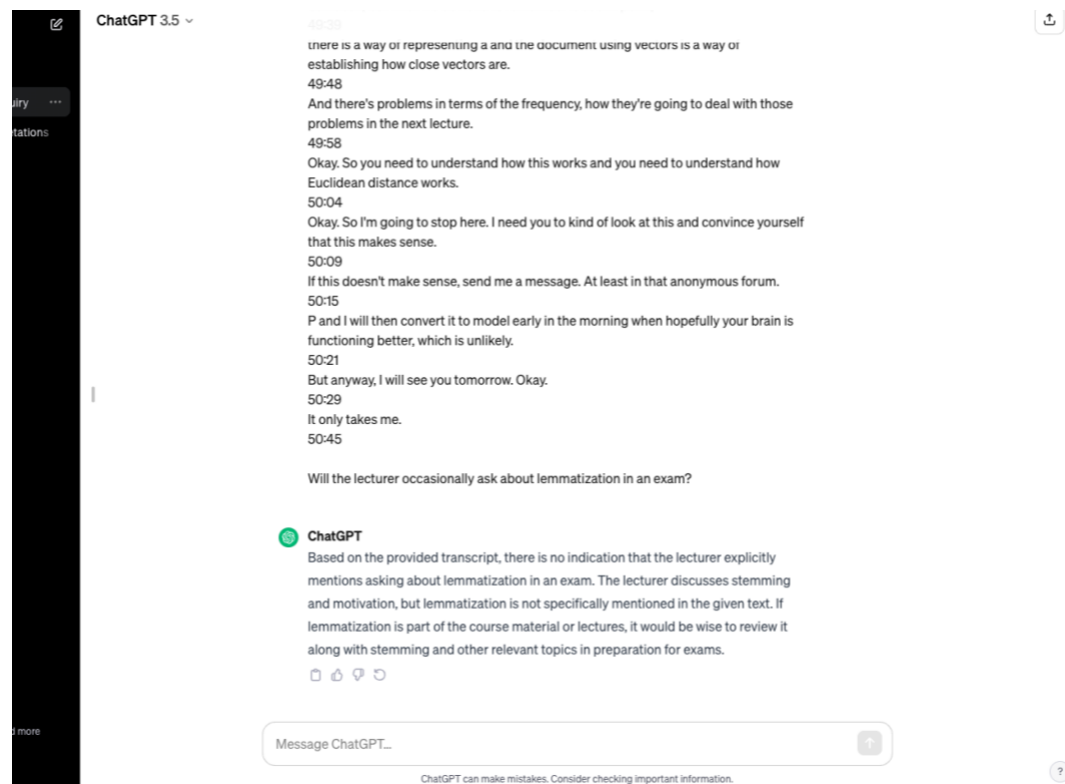 ChatGPT 3.5
49:39
there is a way of representing a and the document using vectors is a way of
establishing how close vectors are.
49:48
And there's problems in terms of the frequency, how they're going to deal with those
problems in the next lecture.
49:58
Okay. So you need to understand how this works and you need to understand how
Euclidean distance works.
50:04
Okay. So I'm going to stop here. I need you to kind of look at this and convince yourself
that this makes sense.
50:09
If this doesn't make sense, send me a message. At least in that anonymous forum.
50:15
P and I will then convert it to model early in the morning when hopefully your brain is
functioning better, which is unlikely.
50:21
But anyway, I will see you tomorrow. Okay.
50:29
It only takes me.
50:45
Will the lecturer occasionally ask about lemmatization in an exam?
ChatGPT
Based on the provided transcript, there is no indication that the lecturer explicitly
mentions asking about lemmatization in an exam. The lecturer discusses stemming
and motivation, but lemmatization is not specifically mentioned in the given text. If
lemmatization is part of the course material or lectures, it would be wise to review it
along with stemming and other relevant topics in preparation for exams.
Message ChatGPT...
ChatGPT can make mistakes. Consider checking important information.
?
uiry ...
tations
d more